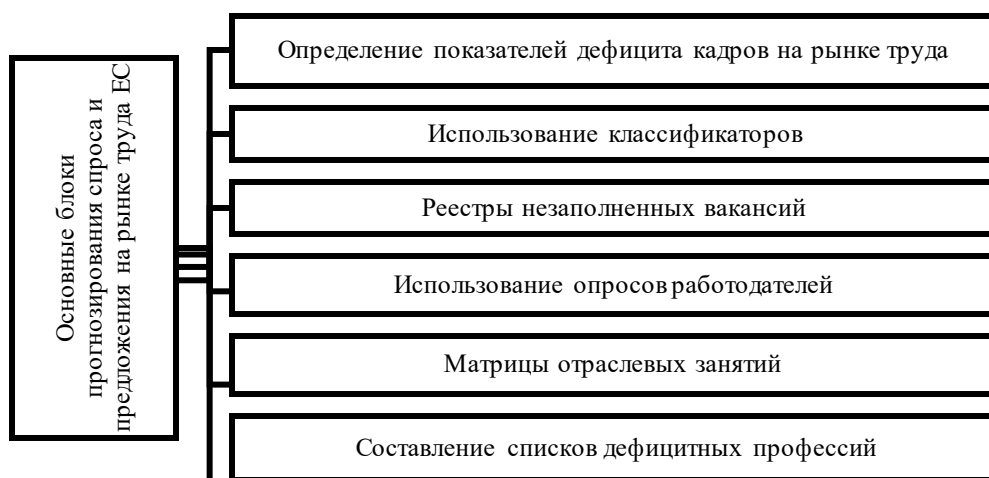 Основные блоки
прогнозирования спроса и
предложения на рынке труда ЕС
Определение показателей дефицита кадров на рынке труда
Использование классификаторов
Реестры незаполненных вакансий
Использование опросов работодателей
Матрицы отраслевых занятий
Составление списков дефицитных профессий